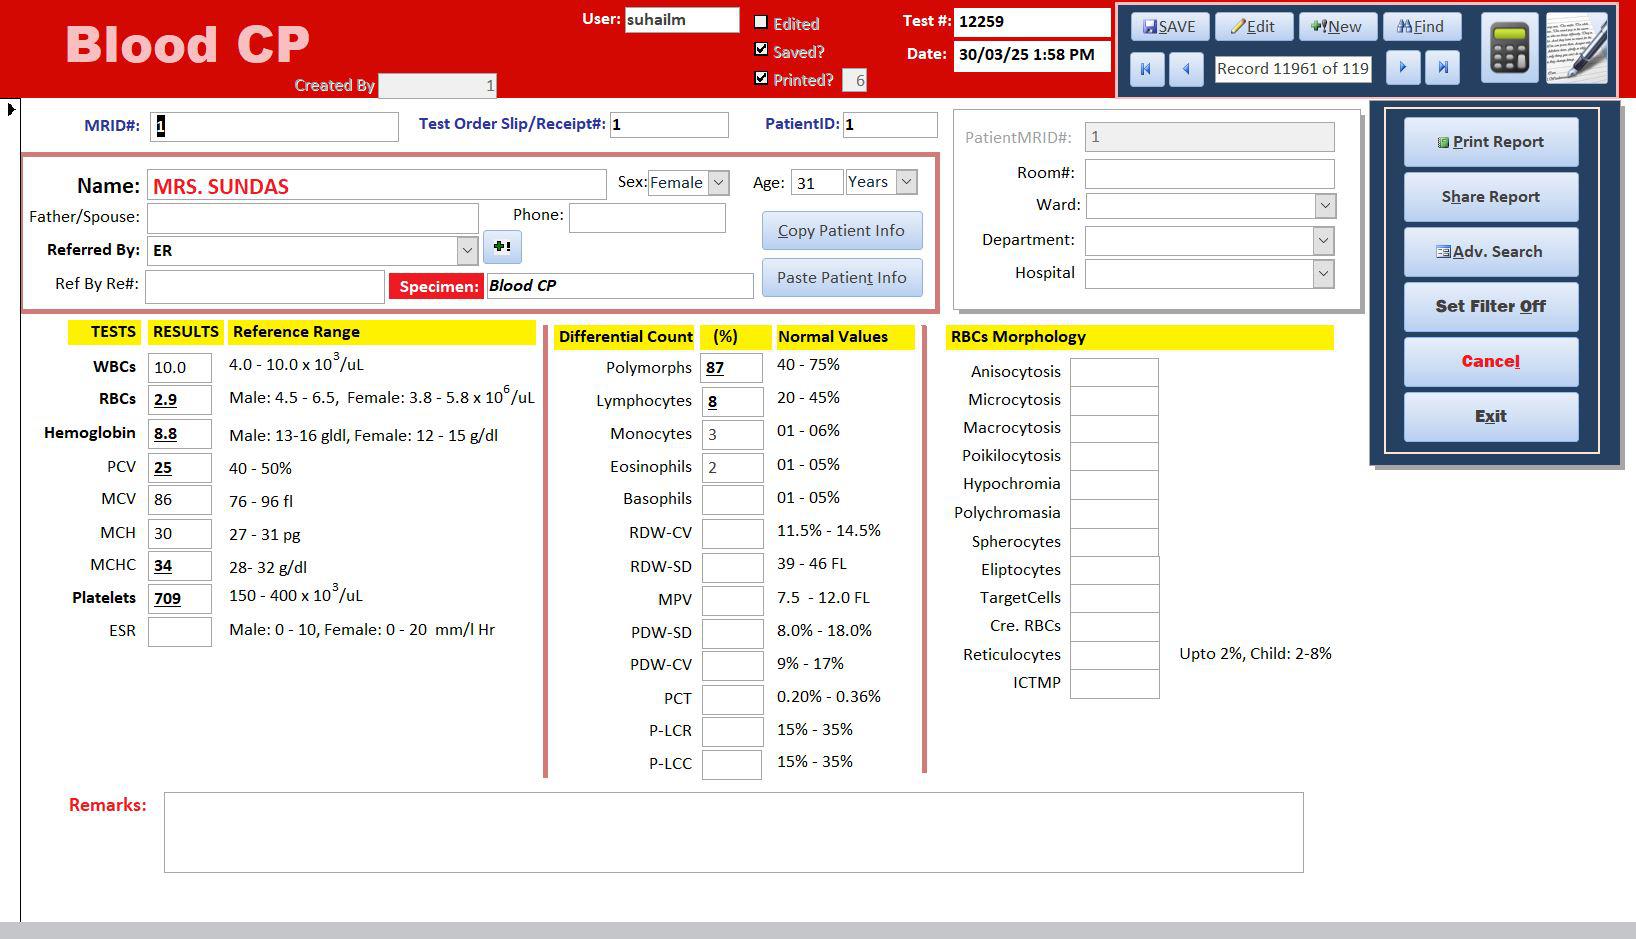 Blood CP
User: suhailm
Created By 1
Edited
Saved?
Printed? 6
Test #: 12259
Date: 30/03/25 1:58 PM
SAVE Edit New Find
Record 11961 of 119
MRID#: 1
Test Order Slip/Receipt#: 1
PatientID: 1
Name: MRS. SUNDAS
Sex: Female
Age: 31 Years
Father/Spouse:
Phone:
Referred By: ER
Ref By Re#:
Specimen: Blood CP
Copy Patient Info
Paste Patient Info
PatientMRID#: 1
Room#:
Ward:
Department:
Hospital
Print Report
Share Report
Adv. Search
Set Filter Off
Cancel
Exit
TESTS RESULTS Reference Range
WBCs 10.0 4.0 - 10.0 x 10³/uL
RBCs 2.9 Male: 4.5 - 6.5, Female: 3.8 - 5.8 x 10⁶/uL
Hemoglobin 8.8 Male: 13-16 gldl, Female: 12 - 15 g/dl
PCV 25 40 - 50%
MCV 86 76 - 96 fl
MCH 30 27 - 31 pg
MCHC 34 28- 32 g/dl
Platelets 709 150 - 400 x 10³/uL
ESR Male: 0 - 10, Female: 0 - 20 mm/l Hr
Differential Count (%) Normal Values
Polymorphs 87 40 - 75%
Lymphocytes 8 20 - 45%
Monocytes 3 01 - 06%
Eosinophils 2 01 - 05%
Basophils 01 - 05%
RDW-CV 11.5% - 14.5%
RDW-SD 39 - 46 FL
MPV 7.5 - 12.0 FL
PDW-SD 8.0% - 18.0%
PDW-CV 9% - 17%
PCT 0.20% - 0.36%
P-LCR 15% - 35%
P-LCC 15% - 35%
RBCs Morphology
Anisocytosis
Microcytosis
Macrocytosis
Poikilocytosis
Hypochromia
Polychromasia
Spherocytes
Eliptocytes
TargetCells
Cre. RBCs
Reticulocytes Upto 2%, Child: 2-8%
ICTMP
Remarks: